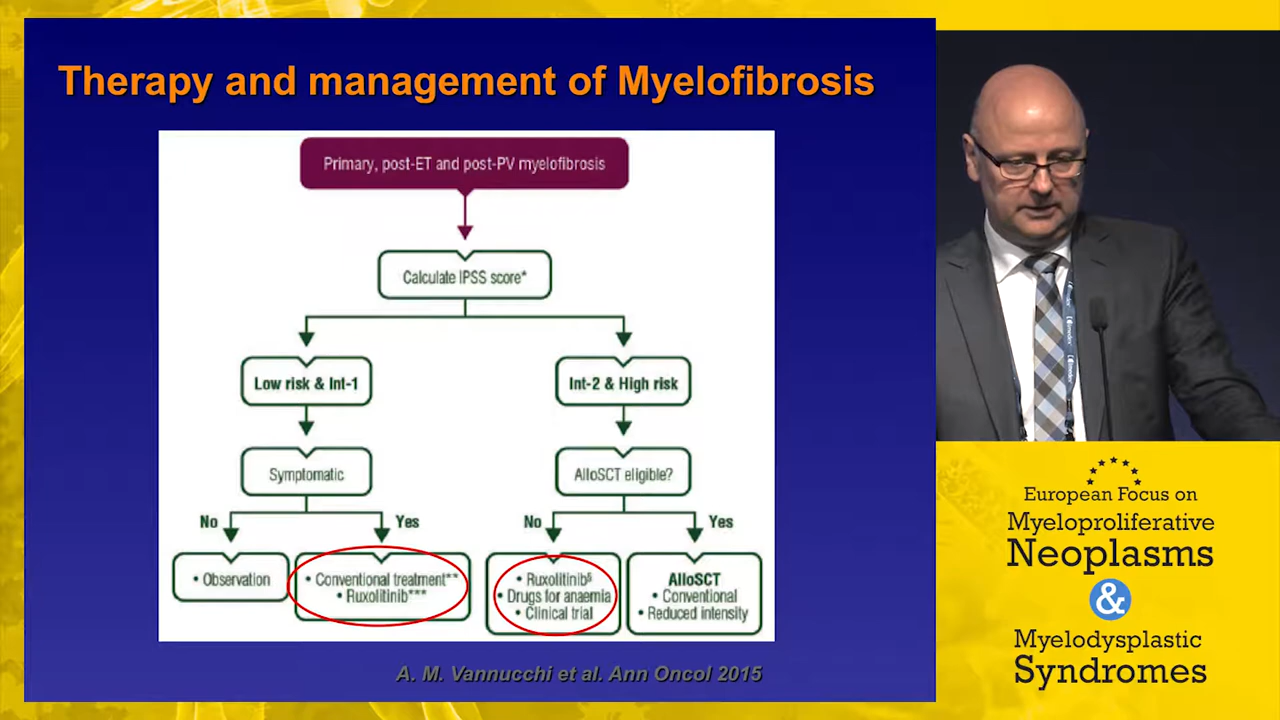 Therapy and management of Myelofibrosis
Primary, post-ET and post-PV myelofibrosis
Calculate IPSS score*
Low risk & Int-1
Int-2 & High risk
Symptomatic
AlloSCT eligible?
No
Yes
No
Yes
• Observation
• Conventional treatment**
• Ruxolitinib***
• Ruxolitinib§
• Drugs for anaemia
• Clinical trial
AlloSCT
• Conventional
• Reduced intensity
A. M. Vannucchi et al. Ann Oncol 2015
European Focus on
Myeloproliferative
Neoplasms
&
Myelodysplastic
Syndromes